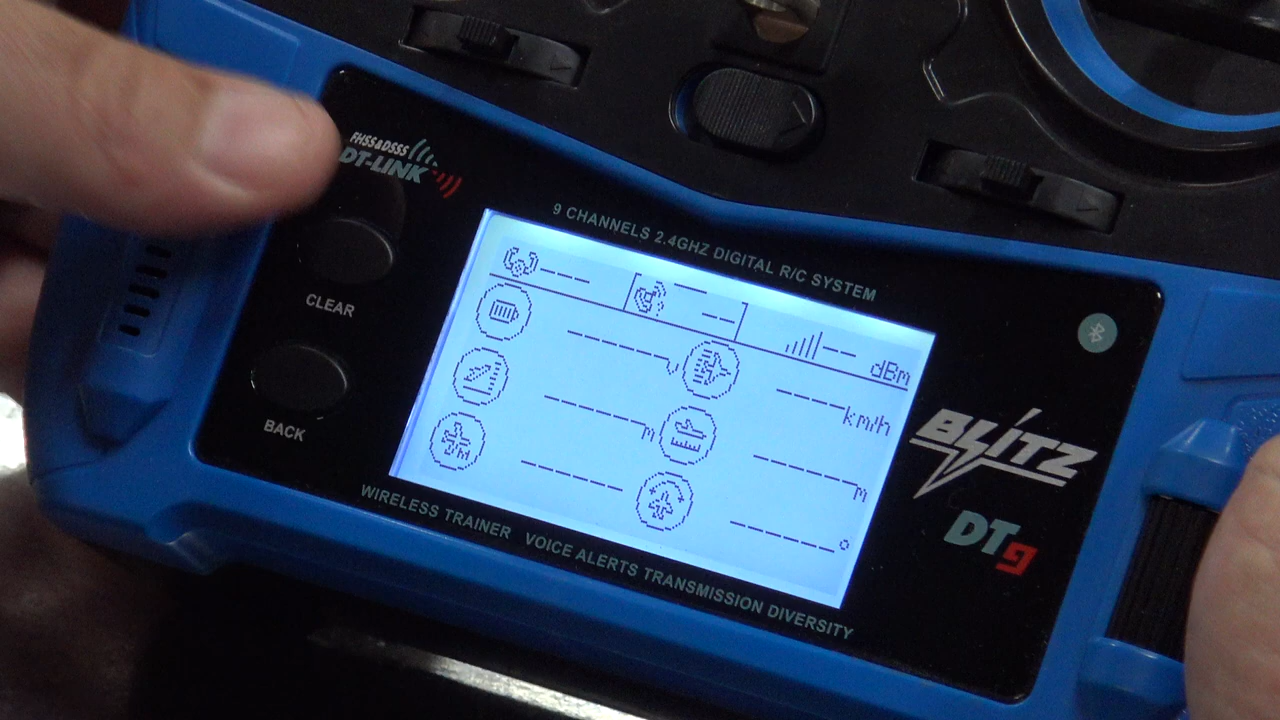 FHSS&DSSS
DT-LINK
9 CHANNELS 2.4GHZ DIGITAL R/C SYSTEM
CLEAR
BACK
--- 
-- --
-- dBm
-----V
-----km/h
-----m
-----m
M
-----
-----°
BLITZ
DT9
WIRELESS TRAINER VOICE ALERTS TRANSMISSION DIVERSITY